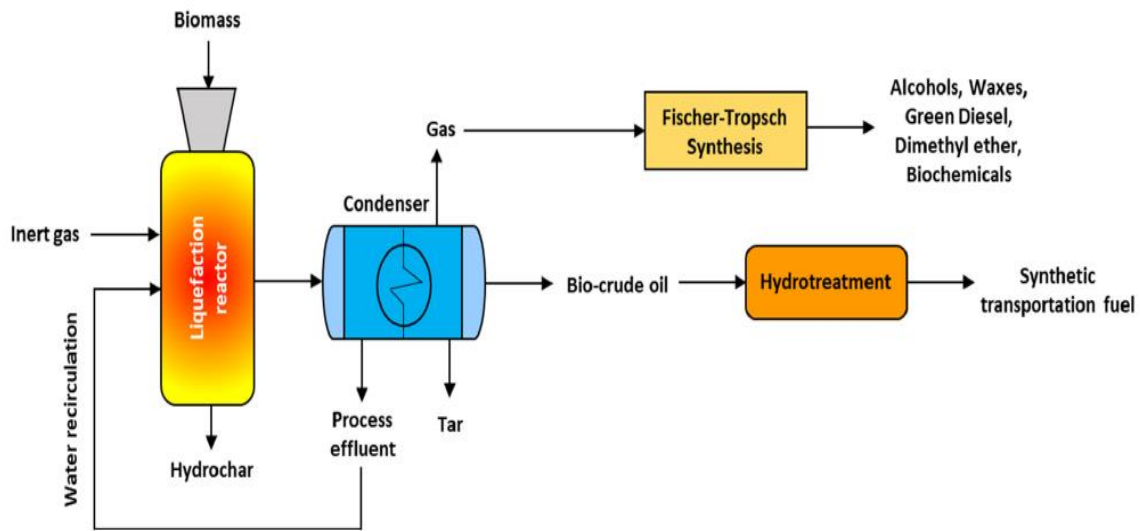 Biomass
Alcohols, Waxes,
Green Diesel,
Dimethyl ether,
Biochemicals
Gas
Fischer-Tropsch
Synthesis
Condenser
Inert gas
Liquefaction
reactor
Bio-crude oil
Hydrotreatment
Synthetic
transportation fuel
Water recirculation
Process
effluent
Tar
Hydrochar